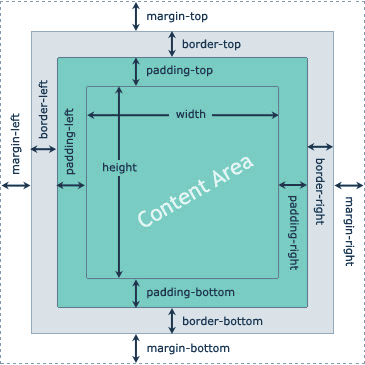 margin-top
border-top
padding-top
width
height
Content Area
margin-left
border-left
padding-left
padding-right
border-right
margin-right
padding-bottom
border-bottom
margin-bottom